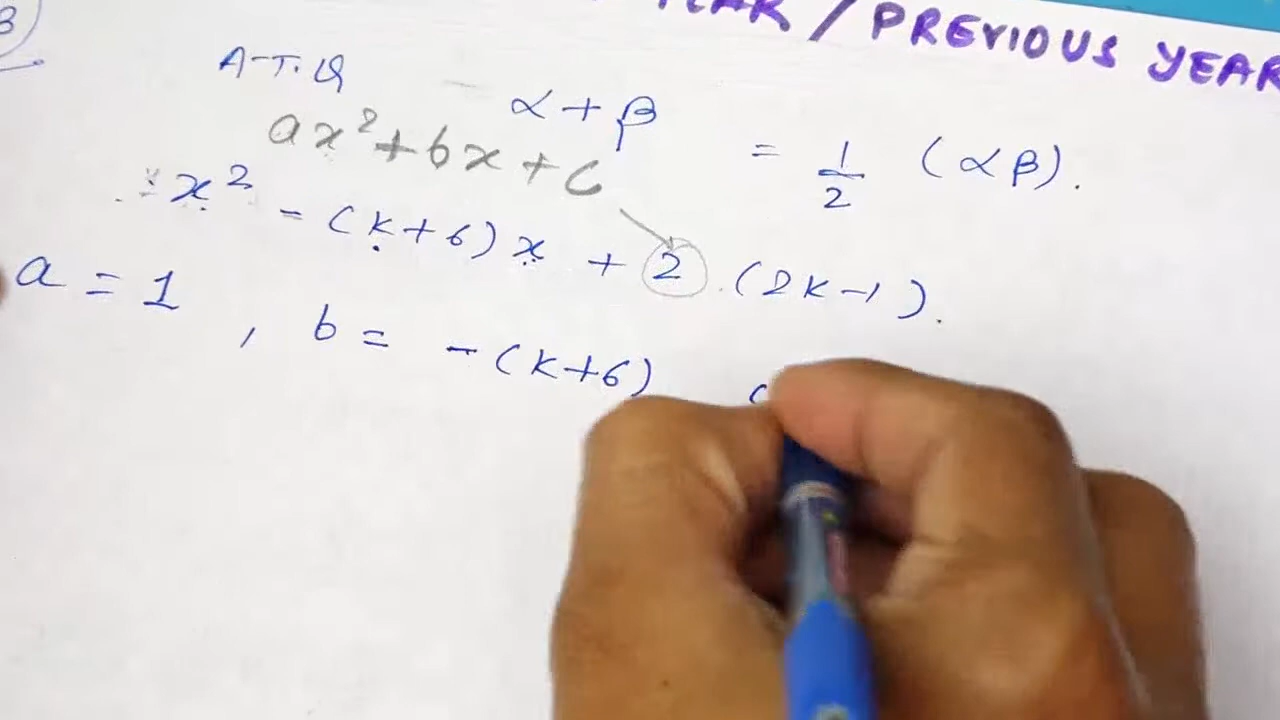 YEAR / PREVIOUS YEAR
A-T.Q
α + β = 1/2 (αβ).
ax² + bx + c
x² - (k+6)x + 2 (2k-1).
a = 1 , b = -(k+6)